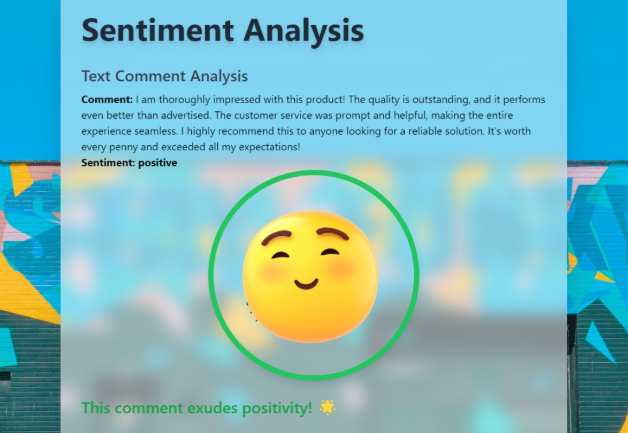 Sentiment Analysis
Text Comment Analysis
Comment: I am thoroughly impressed with this product! The quality is outstanding, and it performs
even better than advertised. The customer service was prompt and helpful, making the entire
experience seamless. I highly recommend this to anyone looking for a reliable solution. It's worth
every penny and exceeded all my expectations!
Sentiment: positive
This comment exudes positivity! 🌟